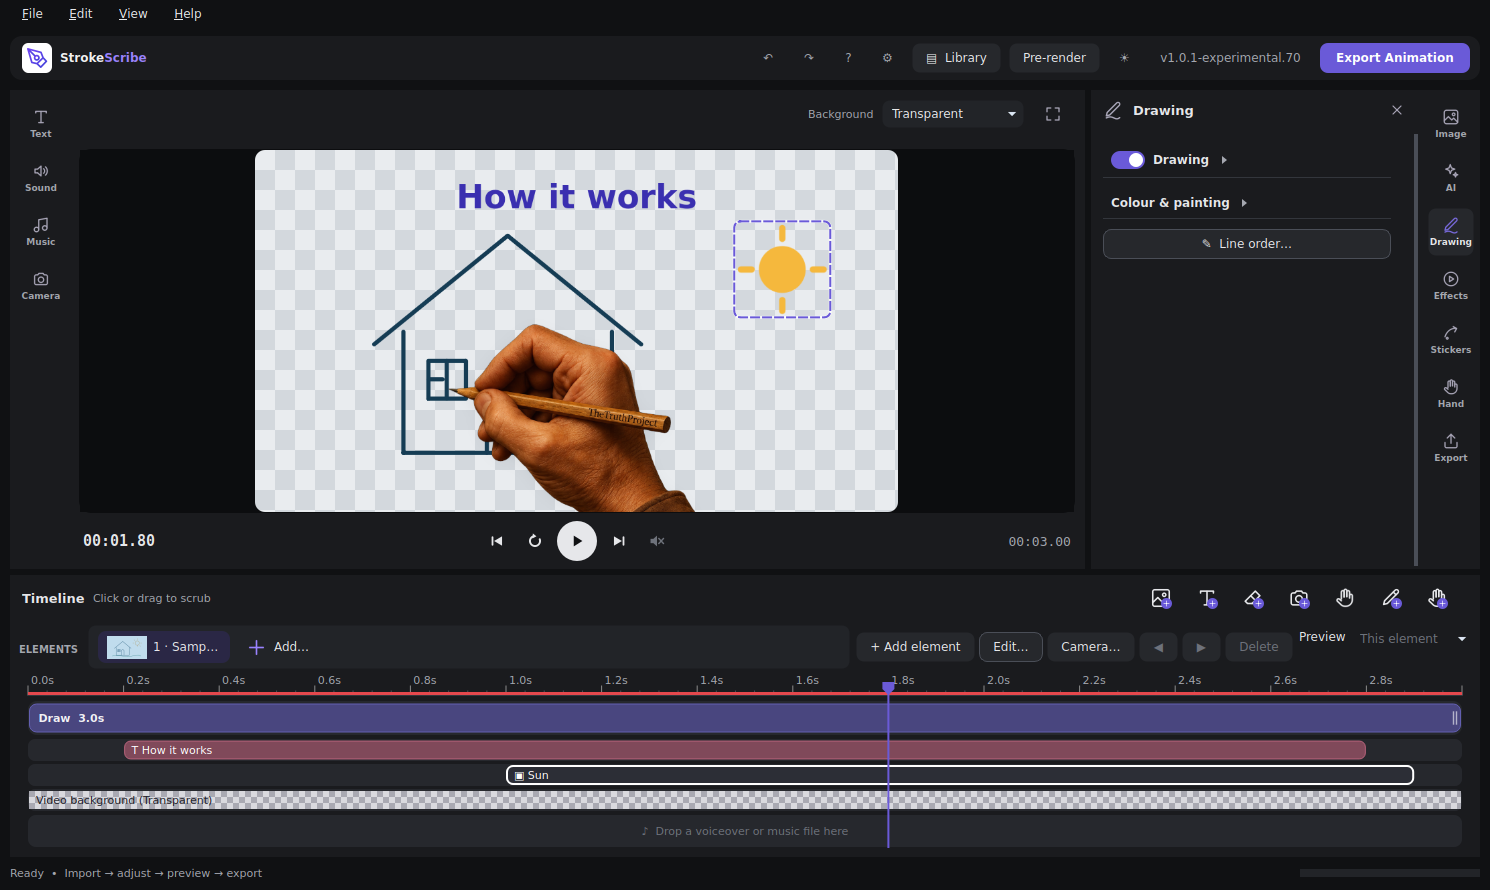 File Edit View Help
StrokeScribe
↶ ↷ ? ⚙ Library Pre-render ☀ v1.0.1-experimental.70 Export Animation
Text
Sound
Music
Camera
Background Transparent
How it works
TheTruthProject
00:01.80
00:03.00
Drawing
Drawing
Colour & painting
✎ Line order...
Image
AI
Drawing
Effects
Stickers
Hand
Export
Timeline Click or drag to scrub
ELEMENTS 1 · Samp... Add... + Add element Edit... Camera... ◀ ▶ Delete Preview This element
0.0s 0.2s 0.4s 0.6s 0.8s 1.0s 1.2s 1.4s 1.6s 1.8s 2.0s 2.2s 2.4s 2.6s 2.8s
Draw 3.0s
T How it works
▣ Sun
Video background (Transparent)
♪ Drop a voiceover or music file here
Ready • Import → adjust → preview → export